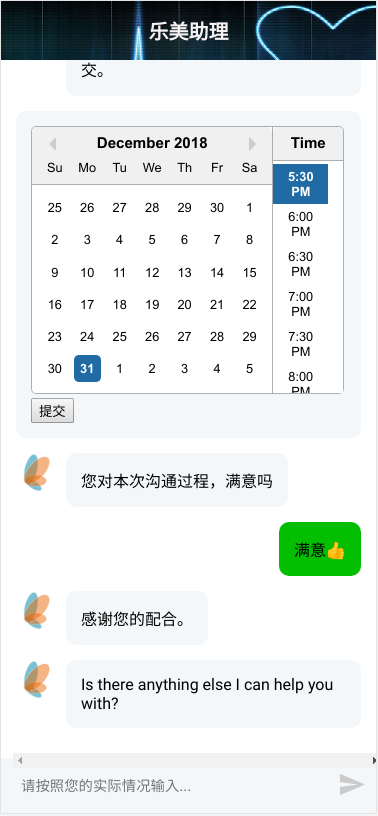 乐美助理
交。
December 2018
Su Mo Tu We Th Fr Sa
25 26 27 28 29 30 1
2 3 4 5 6 7 8
9 10 11 12 13 14 15
16 17 18 19 20 21 22
23 24 25 26 27 28 29
30 31 1 2 3 4 5
Time
5:30
PM
6:00
PM
6:30
PM
7:00
PM
7:30
PM
8:00
PM
提交
您对本次沟通过程，满意吗
满意👍
感谢您的配合。
Is there anything else I can help you
with?
请按照您的实际情况输入...